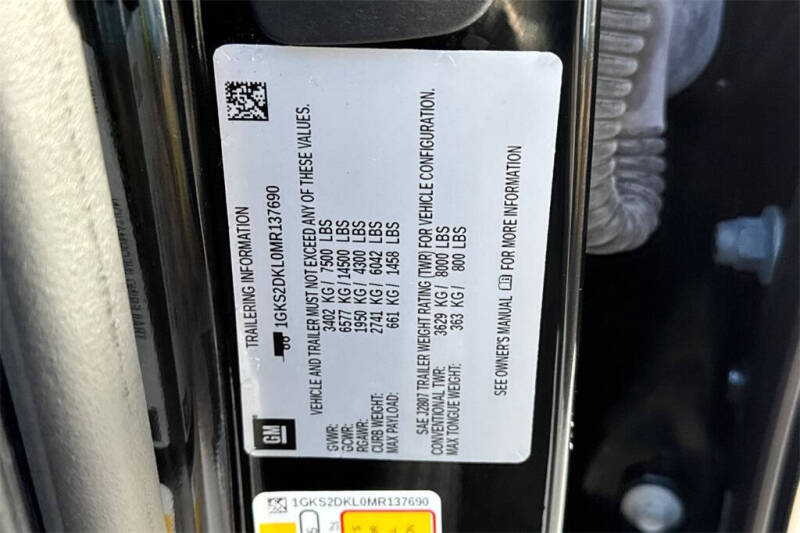 TRAILERING INFORMATION
1GKS2DKL0MR137690
GM
VEHICLE AND TRAILER MUST NOT EXCEED ANY OF THESE VALUES.
GVWR: 3402 KG/ 7500 LBS
GCWR: 6577 KG/ 14500 LBS
RGAWR: 1950 KG/ 4300 LBS
CURB WEIGHT: 2741 KG/ 6042 LBS
MAX PAYLOAD: 661 KG/ 1458 LBS
SAE J2807 TRAILER WEIGHT RATING (TWR) FOR VEHICLE CONFIGURATION.
CONVENTIONAL TWR: 3629 KG/ 8000 LBS
MAX TONGUE WEIGHT: 363 KG/ 800 LBS
SEE OWNER'S MANUAL FOR MORE INFORMATION
1GKS2DKL0MR137690